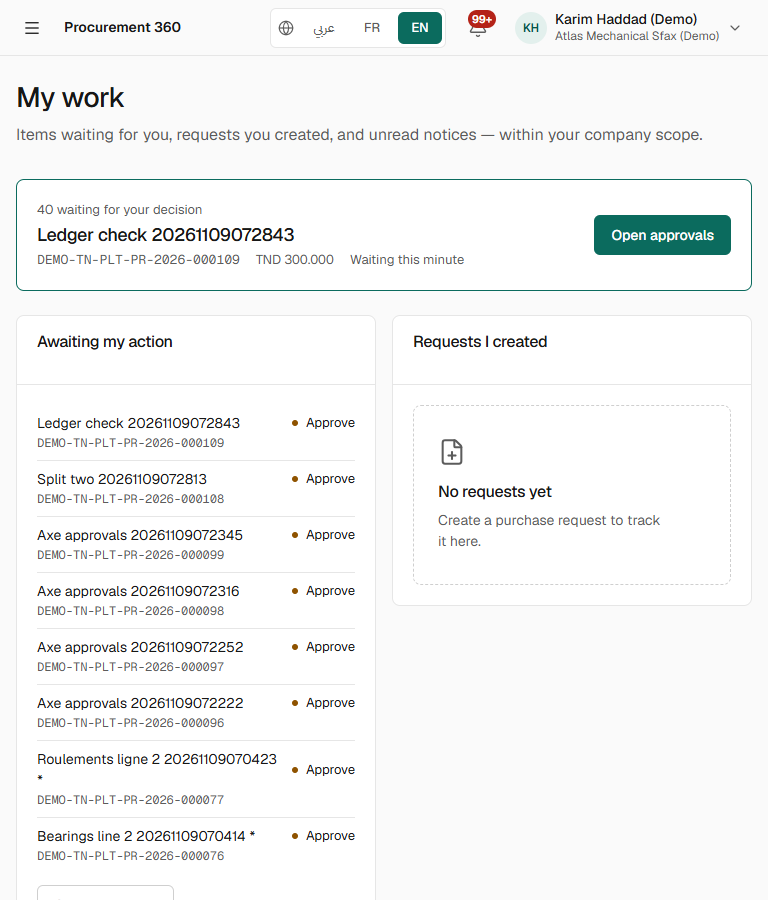 Procurement 360
عربي
FR
EN
99+
KH
Karim Haddad (Demo)
Atlas Mechanical Sfax (Demo)
My work
Items waiting for you, requests you created, and unread notices — within your company scope.
40 waiting for your decision
Ledger check 20261109072843
DEMO-TN-PLT-PR-2026-000109 TND 300.000 Waiting this minute
Open approvals
Awaiting my action
Ledger check 20261109072843 Approve
DEMO-TN-PLT-PR-2026-000109
Split two 20261109072813 Approve
DEMO-TN-PLT-PR-2026-000108
Axe approvals 20261109072345 Approve
DEMO-TN-PLT-PR-2026-000099
Axe approvals 20261109072316 Approve
DEMO-TN-PLT-PR-2026-000098
Axe approvals 20261109072252 Approve
DEMO-TN-PLT-PR-2026-000097
Axe approvals 20261109072222 Approve
DEMO-TN-PLT-PR-2026-000096
Roulements ligne 2 20261109070423
* Approve
DEMO-TN-PLT-PR-2026-000077
Bearings line 2 20261109070414 * Approve
DEMO-TN-PLT-PR-2026-000076
Requests I created
No requests yet
Create a purchase request to track
it here.